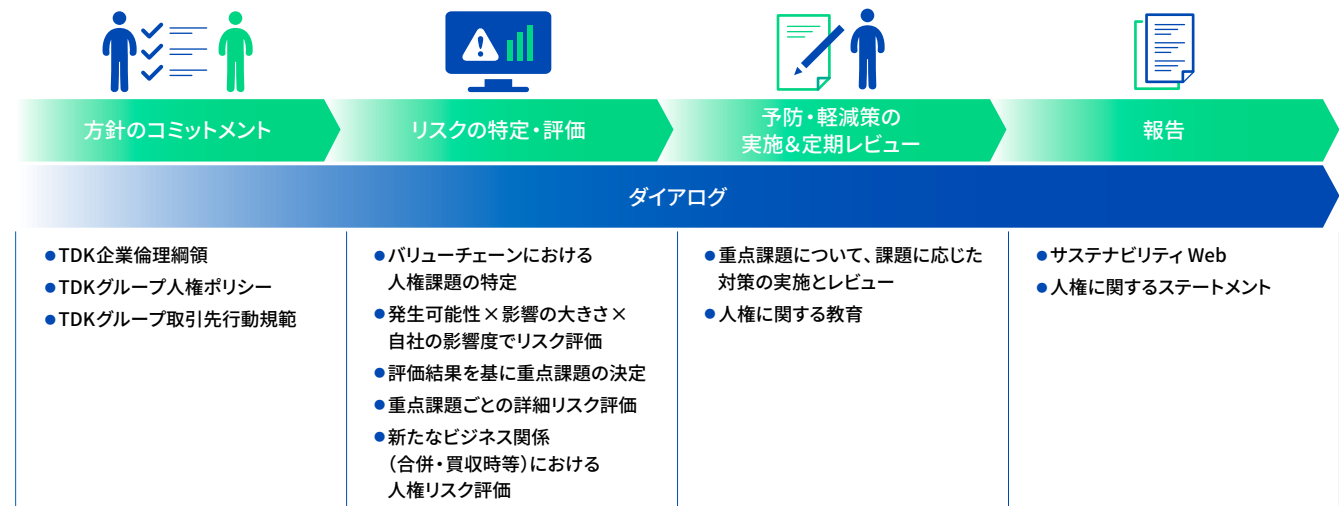 方針のコミットメント
リスクの特定・評価
予防・軽減策の
実施&定期レビュー
報告
ダイアログ
●TDK企業倫理綱領
●TDKグループ人権ポリシー
●TDKグループ取引先行動規範
●バリューチェーンにおける
人権課題の特定
●発生可能性×影響の大きさ×
自社の影響度でリスク評価
●評価結果を基に重点課題の決定
●重点課題ごとの詳細リスク評価
●新たなビジネス関係
（合併・買収時等）における
人権リスク評価
●重点課題について、課題に応じた
対策の実施とレビュー
●人権に関する教育
●サステナビリティ Web
●人権に関するステートメント